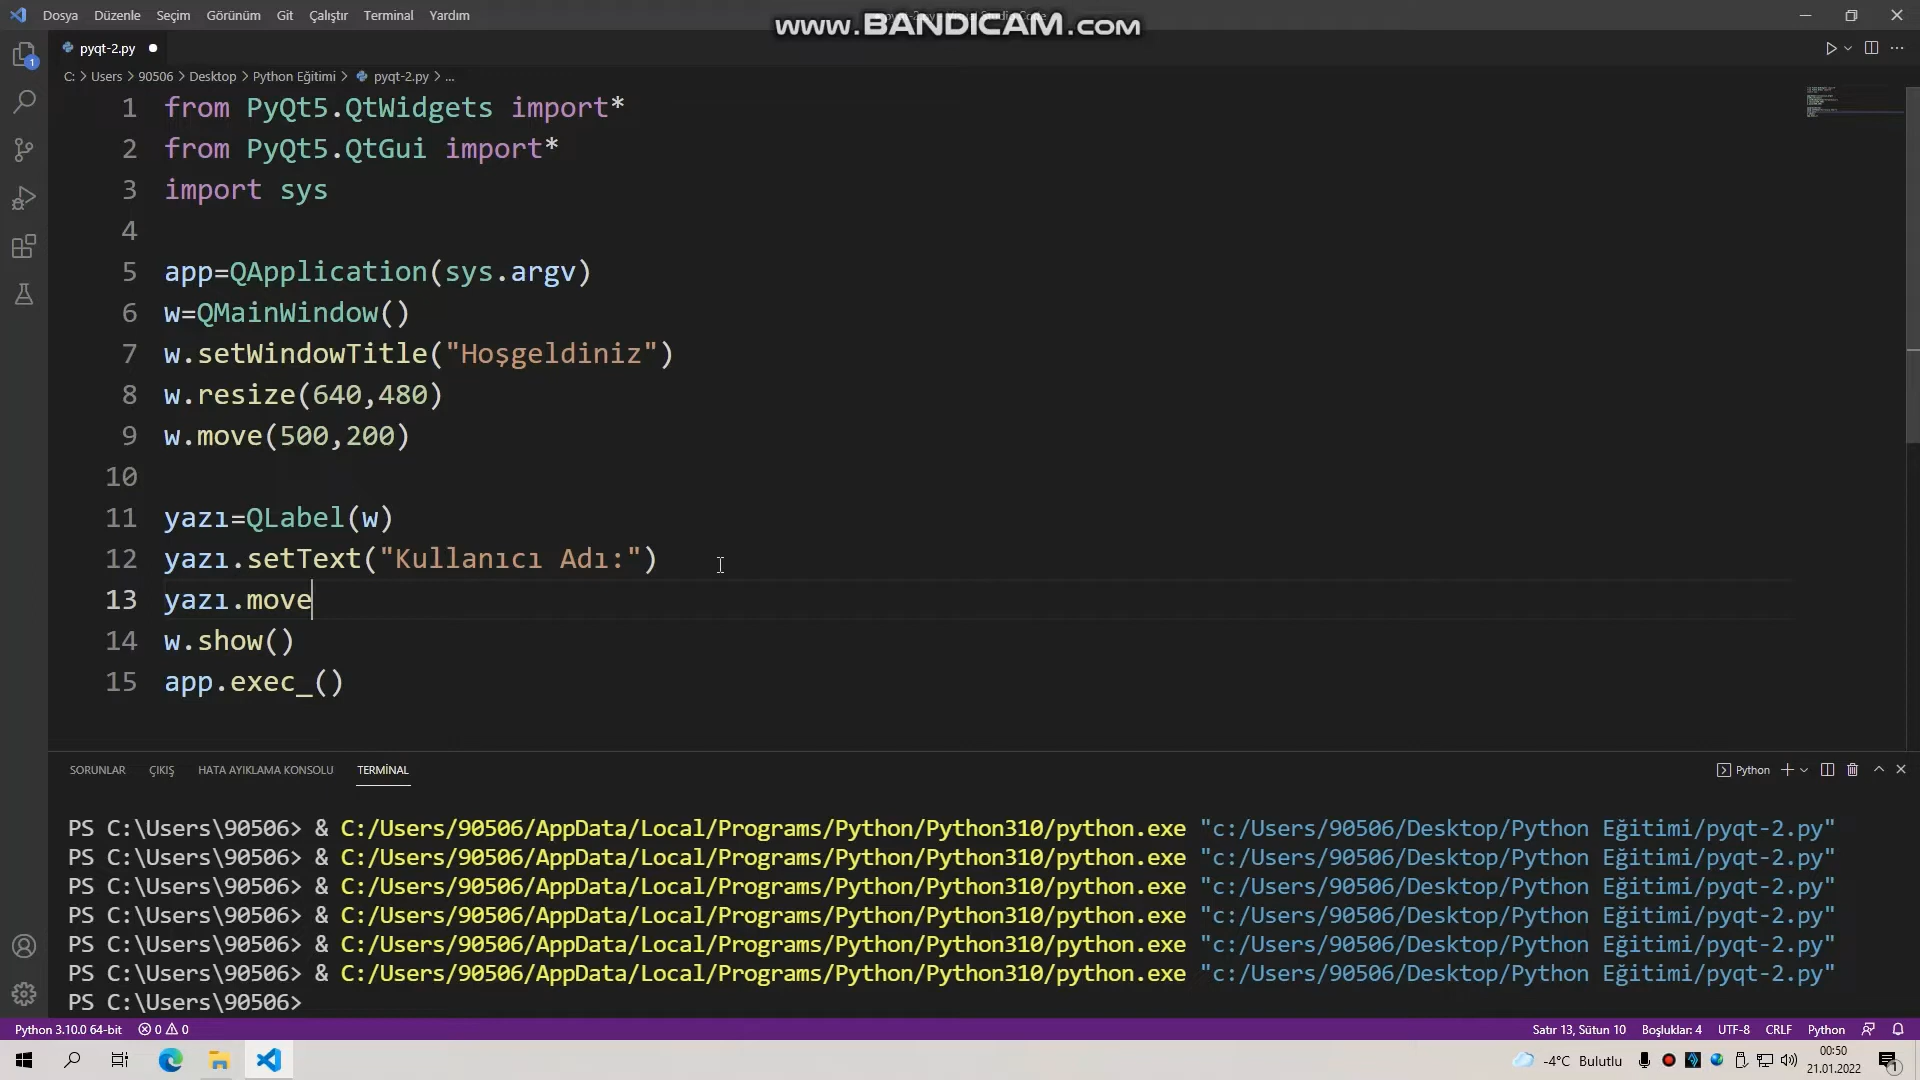 Dosya Düzenle Seçim Görünüm Git Çalıştır Terminal Yardım
www.BANDICAM.com
pyqt-2.py
C: > Users > 90506 > Desktop > Python Eğitimi > pyqt-2.py > ...
1 from PyQt5.QtWidgets import*
2 from PyQt5.QtGui import*
3 import sys
4
5 app=QApplication(sys.argv)
6 w=QMainWindow()
7 w.setWindowTitle("Hoşgeldiniz")
8 w.resize(640,480)
9 w.move(500,200)
10
11 yazı=QLabel(w)
12 yazı.setText("Kullanıcı Adı:")
13 yazı.move
14 w.show()
15 app.exec_()
SORUNLAR ÇIKIŞ HATA AYIKLAMA KONSOLU TERMİNAL Python
PS C:\Users\90506> & C:/Users/90506/AppData/Local/Programs/Python/Python310/python.exe "c:/Users/90506/Desktop/Python Eğitimi/pyqt-2.py"
PS C:\Users\90506> & C:/Users/90506/AppData/Local/Programs/Python/Python310/python.exe "c:/Users/90506/Desktop/Python Eğitimi/pyqt-2.py"
PS C:\Users\90506> & C:/Users/90506/AppData/Local/Programs/Python/Python310/python.exe "c:/Users/90506/Desktop/Python Eğitimi/pyqt-2.py"
PS C:\Users\90506> & C:/Users/90506/AppData/Local/Programs/Python/Python310/python.exe "c:/Users/90506/Desktop/Python Eğitimi/pyqt-2.py"
PS C:\Users\90506> & C:/Users/90506/AppData/Local/Programs/Python/Python310/python.exe "c:/Users/90506/Desktop/Python Eğitimi/pyqt-2.py"
PS C:\Users\90506> & C:/Users/90506/AppData/Local/Programs/Python/Python310/python.exe "c:/Users/90506/Desktop/Python Eğitimi/pyqt-2.py"
PS C:\Users\90506>
Python 3.10.0 64-bit 0 0 Satır 13, Sütun 10 Boşluklar: 4 UTF-8 CRLF Python
-4°C Bulutlu 00:50
21.01.2022
1